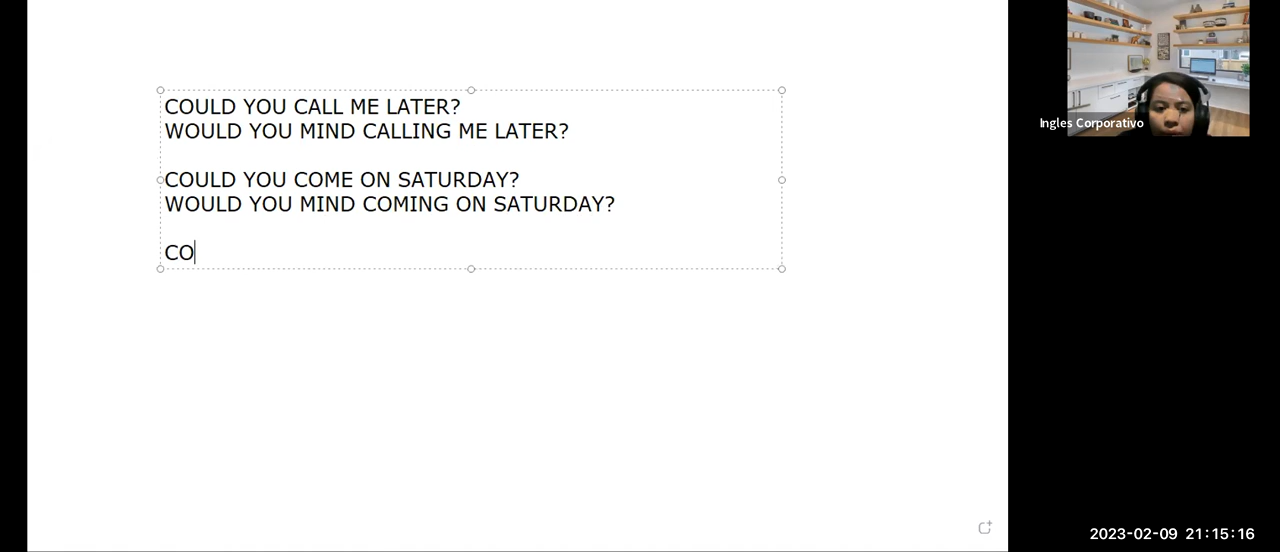 COULD YOU CALL ME LATER?
WOULD YOU MIND CALLING ME LATER?
COULD YOU COME ON SATURDAY?
WOULD YOU MIND COMING ON SATURDAY?
CO
Ingles Corporativo
2023-02-09 21:15:16